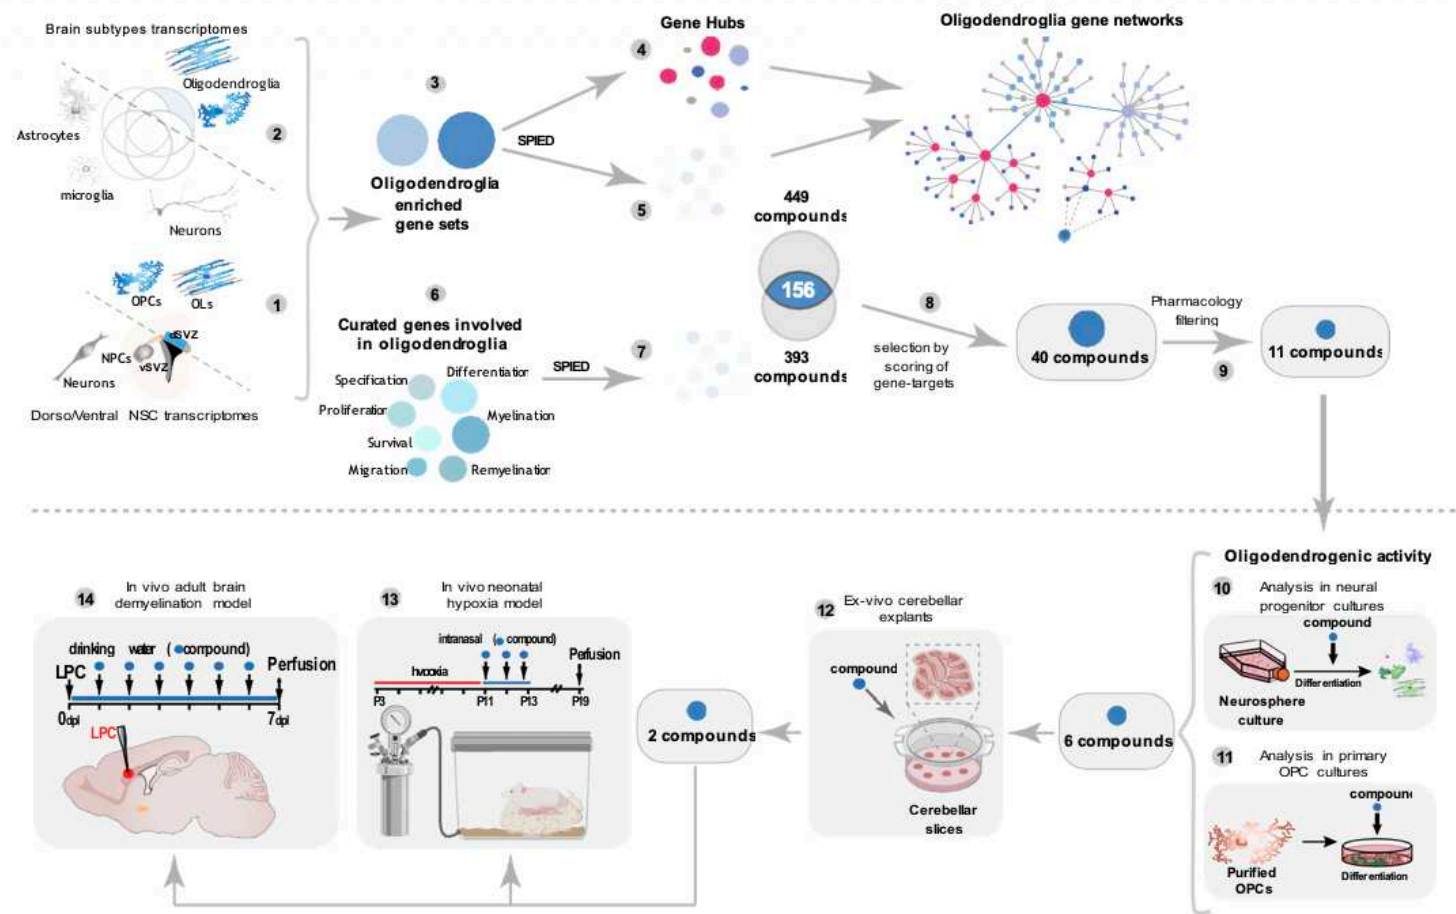 Brain subtypes transcriptomes
Oligodendroglia
Astrocytes
2
microglia
Neurons
OPCs
OLs
1
dSVZ
NPCs
vSVZ
Neurons
Dorso/Ventral NSC transcriptomes
3
Oligodendroglia
enriched
gene sets
SPIED
Gene Hubs
4
5
Oligodendroglia gene networks
6
Curated genes involved
in oligodendroglia
Specification
Differentiation
Proliferation
Myelination
Survival
Migration
Remyelination
SPIED
7
449
compounds
156
393
compounds
8
selection by
scoring of
gene-targets
40 compounds
Pharmacology
filtering
9
11 compounds
Oligodendrogenic activity
10
Analysis in neural
progenitor cultures
compound
Differentiation
Neurosphere
culture
11
Analysis in primary
OPC cultures
compound
Purified
OPCs
Differentiation
6 compounds
12
Ex-vivo cerebellar
explants
compound
Cerebellar
slices
2 compounds
13
In vivo neonatal
hypoxia model
intranasal ( compound)
hypoxia
Perfusion
P3
P11
P13
P19
14
In vivo adult brain
demyelination model
drinking water ( compound)
LPC
Perfusion
0dpl
7dpl
LPC